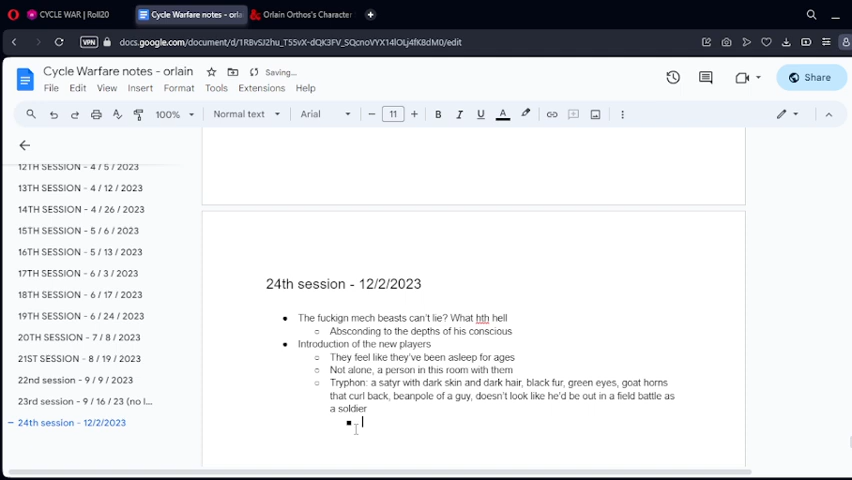 CYCLE WAR | Roll20
Cycle Warfare notes - orla
Orlain Orthos's Character
VPN
docs.google.com/document/d/1RBvSJ2hu_T55vX-dQK3FV_SQcnoVYX14lOLj4fK8dM0/edit
Cycle Warfare notes - orlain
Saving...
File Edit View Insert Format Tools Extensions Help
Share
100% Normal text Arial 11 B I U A
12TH SESSION - 4 / 5 / 2023
13TH SESSION - 4 / 12 / 2023
14TH SESSION - 4 / 26 / 2023
15TH SESSION - 5 / 6 / 2023
16TH SESSION - 5 / 13 / 2023
17TH SESSION - 6 / 3 / 2023
18TH SESSION - 6 / 17 / 2023
19TH SESSION - 6 / 24 / 2023
20TH SESSION - 7 / 8 / 2023
21ST SESSION - 8 / 19 / 2023
22nd session - 9 / 9 / 2023
23rd session - 9 / 16 / 23 (no l...
24th session - 12/2/2023
24th session - 12/2/2023
The fuckign mech beasts can't lie? What hth hell
Absconding to the depths of his conscious
Introduction of the new players
They feel like they've been asleep for ages
Not alone, a person in this room with them
Tryphon: a satyr with dark skin and dark hair, black fur, green eyes, goat horns
that curl back, beanpole of a guy, doesn't look like he'd be out in a field battle as
a soldier